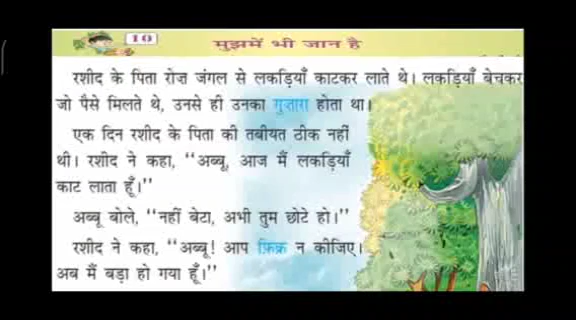 10
मुझमें भी जान है
रशीद के पिता रोज़ जंगल से लकड़ियाँ काटकर लाते थे। लकड़ियाँ बेचकर
जो पैसे मिलते थे, उनसे ही उनका गुज़ारा होता था।
एक दिन रशीद के पिता की तबीयत ठीक नहीं
थी। रशीद ने कहा, “अब्बू, आज मैं लकड़ियाँ
काट लाता हूँ।”
अब्बू बोले, “नहीं बेटा, अभी तुम छोटे हो।”
रशीद ने कहा, “अब्बू! आप फ़िक्र न कीजिए।
अब मैं बड़ा हो गया हूँ।”